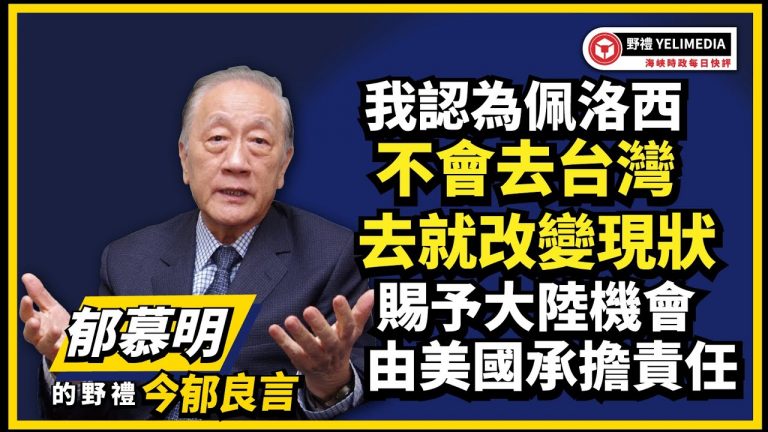 野禮 YELIMEDIA
海峽時政每日快評
我認為佩洛西
不會去台灣
去就改變現狀
賜予大陸機會
由美國承擔責任
郁慕明
的野禮 今郁良言